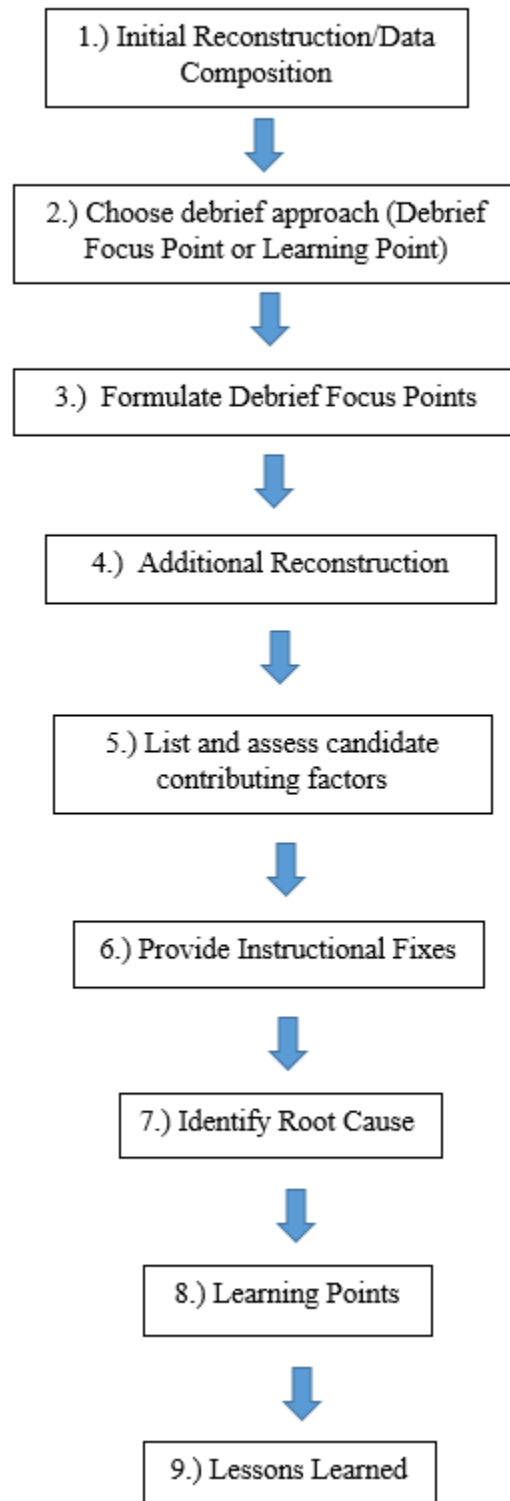 1.) Initial Reconstruction/Data
Composition
2.) Choose debrief approach (Debrief
Focus Point or Learning Point)
3.) Formulate Debrief Focus Points
4.) Additional Reconstruction
5.) List and assess candidate
contributing factors
6.) Provide Instructional Fixes
7.) Identify Root Cause
8.) Learning Points
9.) Lessons Learned